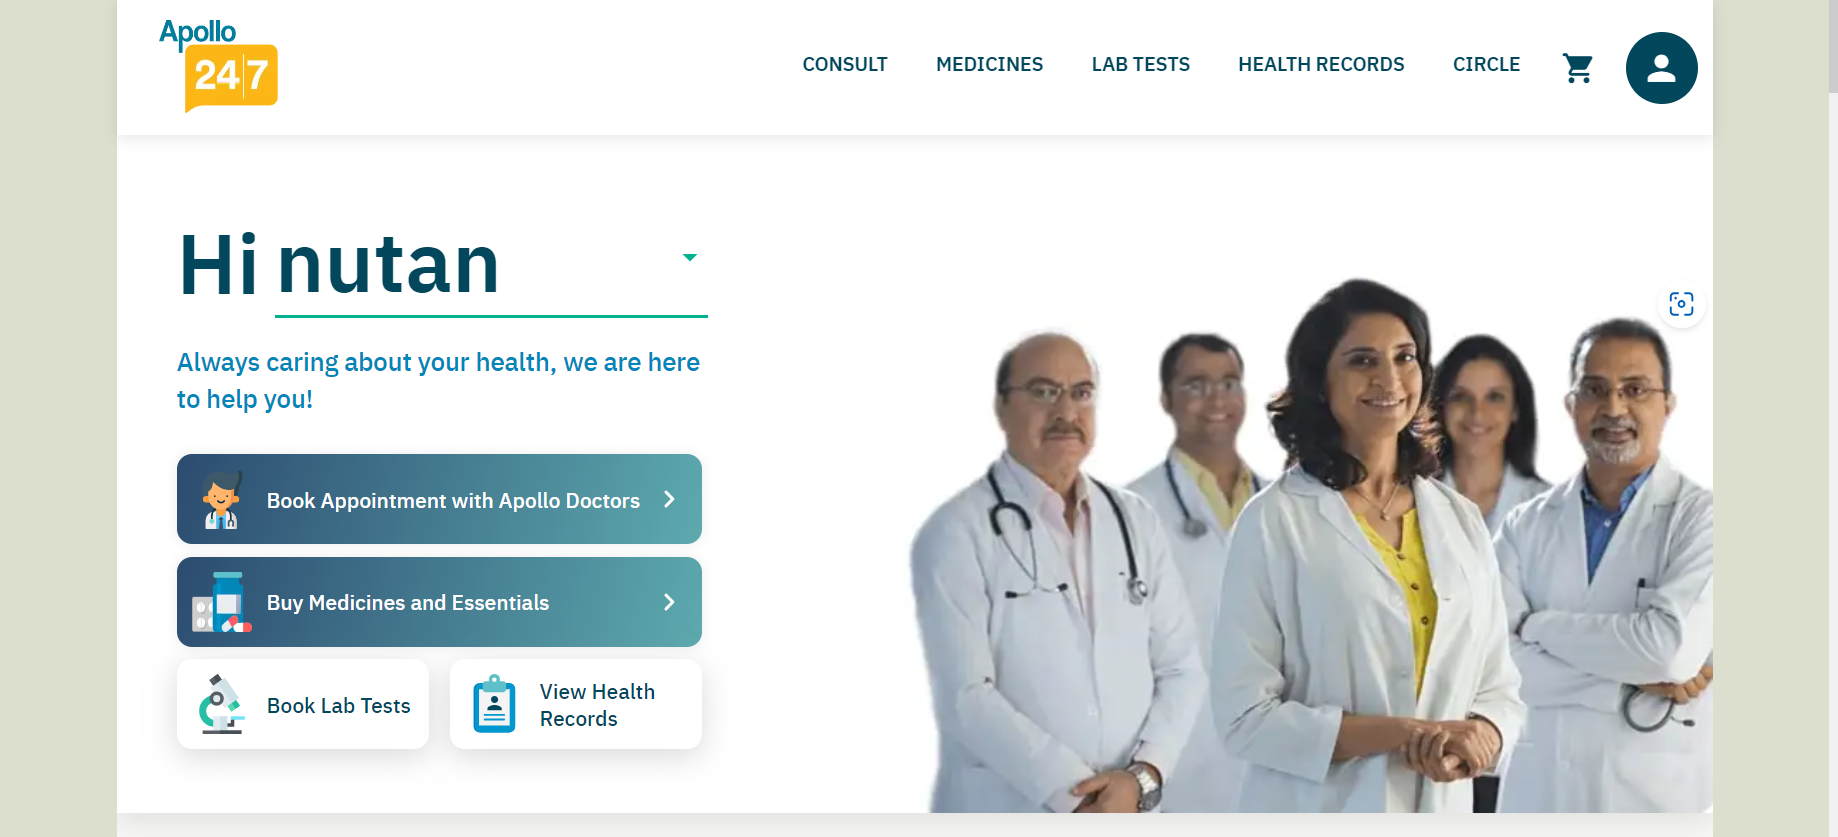 Apollo
24|7
CONSULT
MEDICINES
LAB TESTS
HEALTH RECORDS
CIRCLE
Hi nutan
Always caring about your health, we are here
to help you!
Book Appointment with Apollo Doctors
Buy Medicines and Essentials
Book Lab Tests
View Health
Records